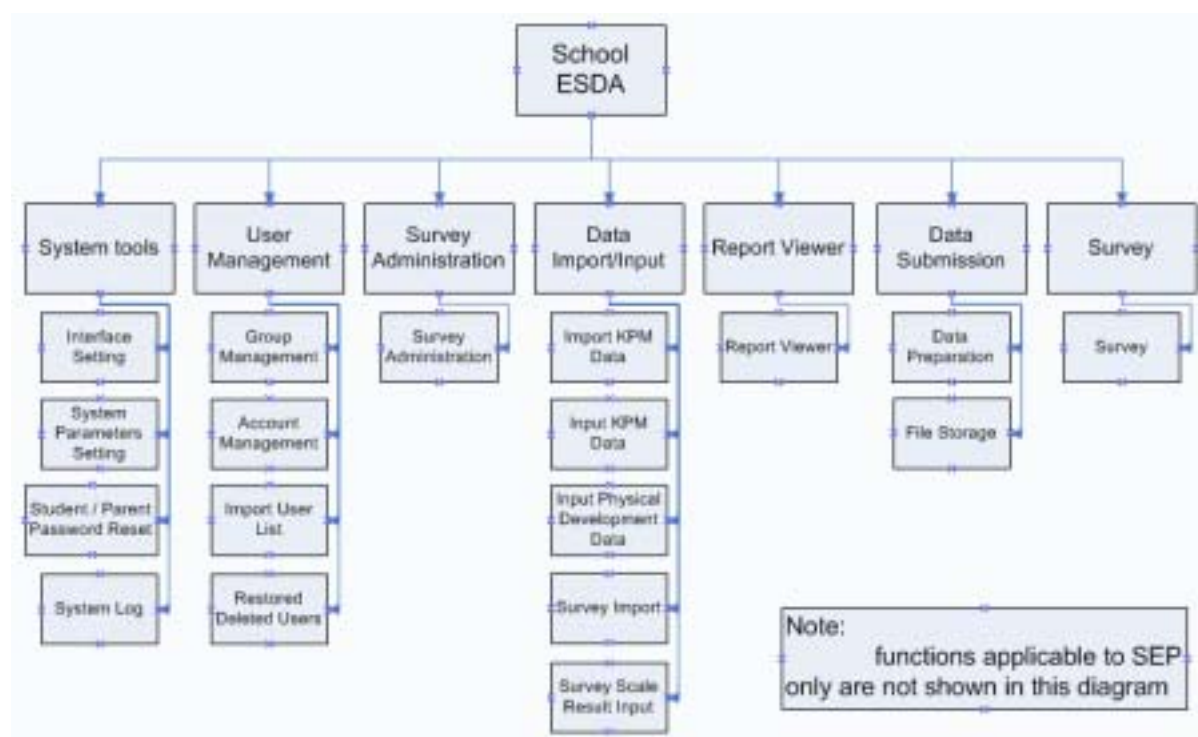 School
ESDA
System tools
User
Management
Survey
Administration
Data
Import/Input
Report Viewer
Data
Submission
Survey
Interface
Setting
Group
Management
Survey
Administration
Import KPM
Data
Report Viewer
Data
Preparation
Survey
System
Parameters
Setting
Account
Management
Input KPM
Data
File Storage
Student / Parent
Password Reset
Import User
List
Input Physical
Development
Data
System Log
Restored
Deleted Users
Survey Import
Survey Scale
Result Input
Note:
functions applicable to SEP
only are not shown in this diagram